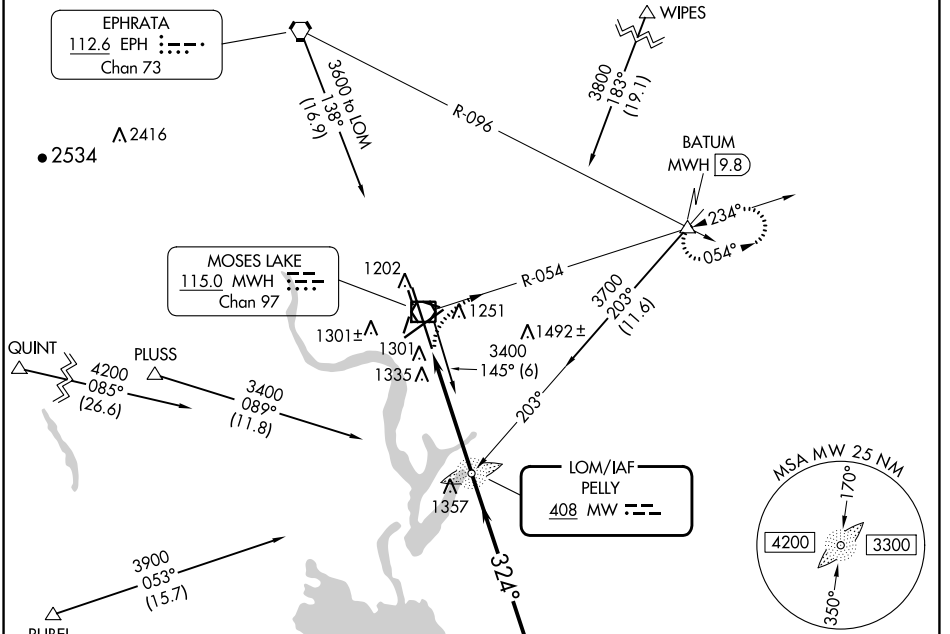 EPHRATA
112.6 EPH
Chan 73
WIPES
3600 to LOM
138°
(16.9)
3800
183°
(19.1)
R-096
2416
2534
BATUM
MWH 9.8
234°
054°
MOSES LAKE
115.0 MWH
Chan 97
1202
R-054
1251
3700
203°
(11.6)
1301±
1492±
1301
3400
145° (6)
1335
QUINT
PLUSS
4200
085°
(26.6)
3400
089°
(11.8)
203°
LOM/IAF
PELLY
408 MW
1357
MSA MW 25 NM
170°
4200
3300
350°
324°
3900
053°
(15.7)